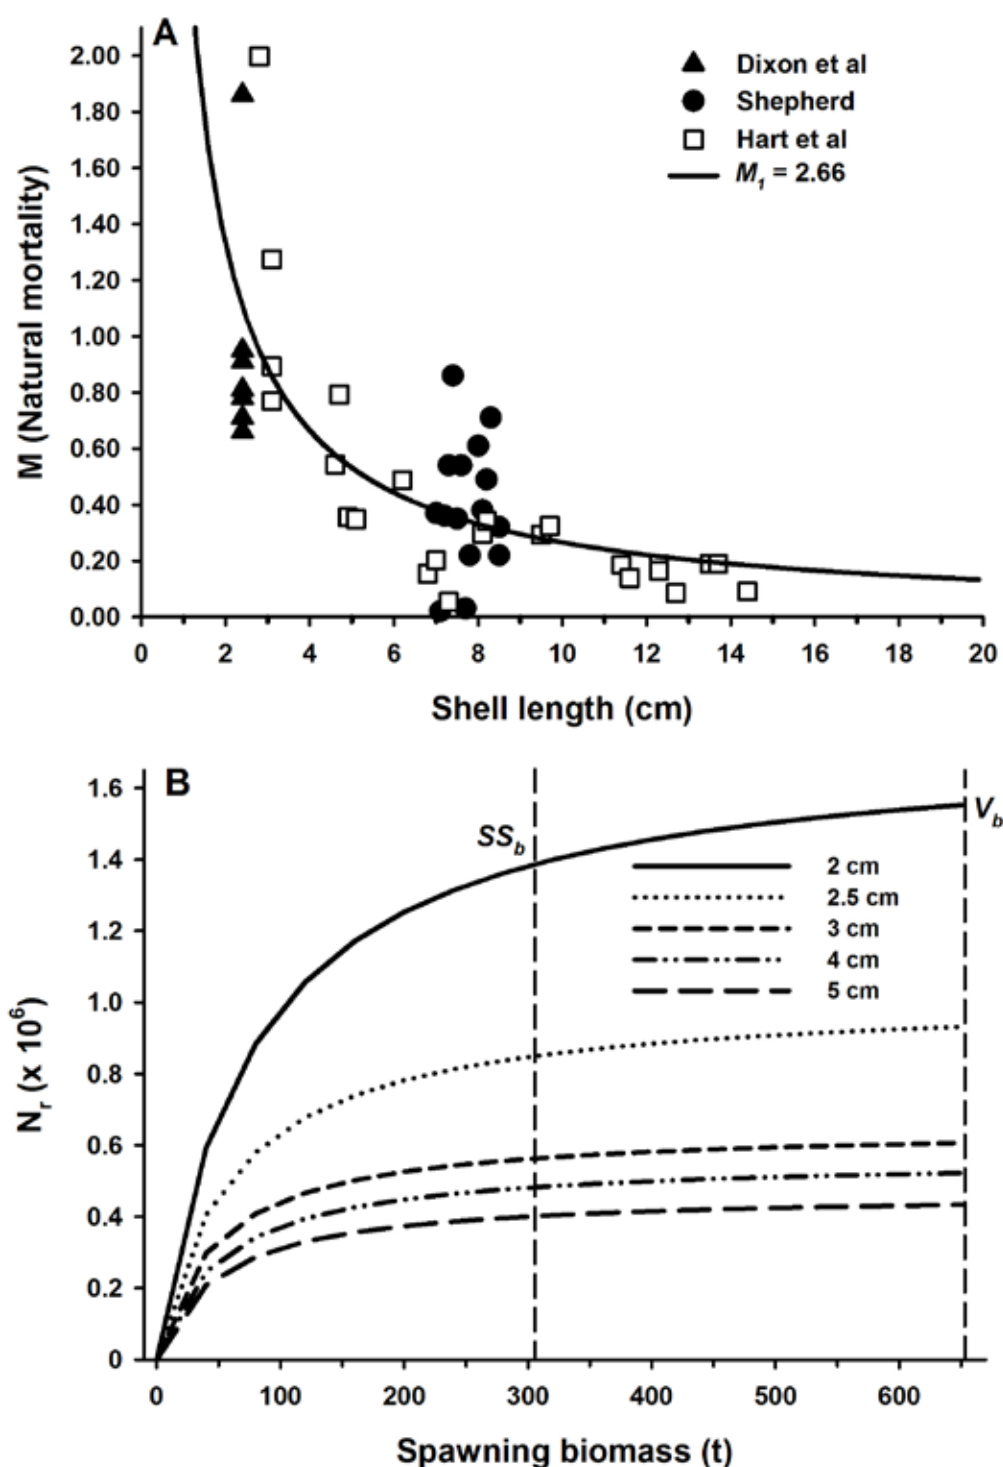 A
2.00
1.80
1.60
1.40
1.20
1.00
0.80
0.60
0.40
0.20
0.00
M (Natural mortality)
Dixon et al
Shepherd
Hart et al
M₁ = 2.66
0 2 4 6 8 10 12 14 16 18 20
Shell length (cm)
B
1.6
1.4
1.2
1.0
0.8
0.6
0.4
0.2
0
Nᵣ (x 10⁶)
SS_b
V_b
2 cm
2.5 cm
3 cm
4 cm
5 cm
0 100 200 300 400 500 600
Spawning biomass (t)